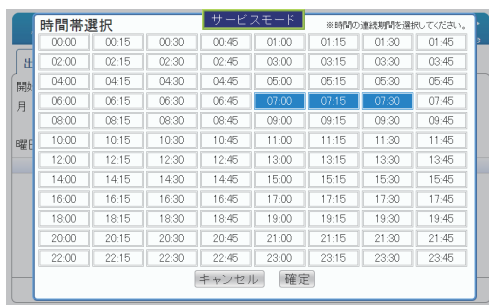 時間帯選択 サービスモード ※時間の連続期間を選択してください。
00:00 00:15 00:30 00:45 01:00 01:15 01:30 01:45
02:00 02:15 02:30 02:45 03:00 03:15 03:30 03:45
04:00 04:15 04:30 04:45 05:00 05:15 05:30 05:45
06:00 06:15 06:30 06:45 07:00 07:15 07:30 07:45
08:00 08:15 08:30 08:45 09:00 09:15 09:30 09:45
10:00 10:15 10:30 10:45 11:00 11:15 11:30 11:45
12:00 12:15 12:30 12:45 13:00 13:15 13:30 13:45
14:00 14:15 14:30 14:45 15:00 15:15 15:30 15:45
16:00 16:15 16:30 16:45 17:00 17:15 17:30 17:45
18:00 18:15 18:30 18:45 19:00 19:15 19:30 19:45
20:00 20:15 20:30 20:45 21:00 21:15 21:30 21:45
22:00 22:15 22:30 22:45 23:00 23:15 23:30 23:45
キャンセル 確定
出
開始
月
曜日